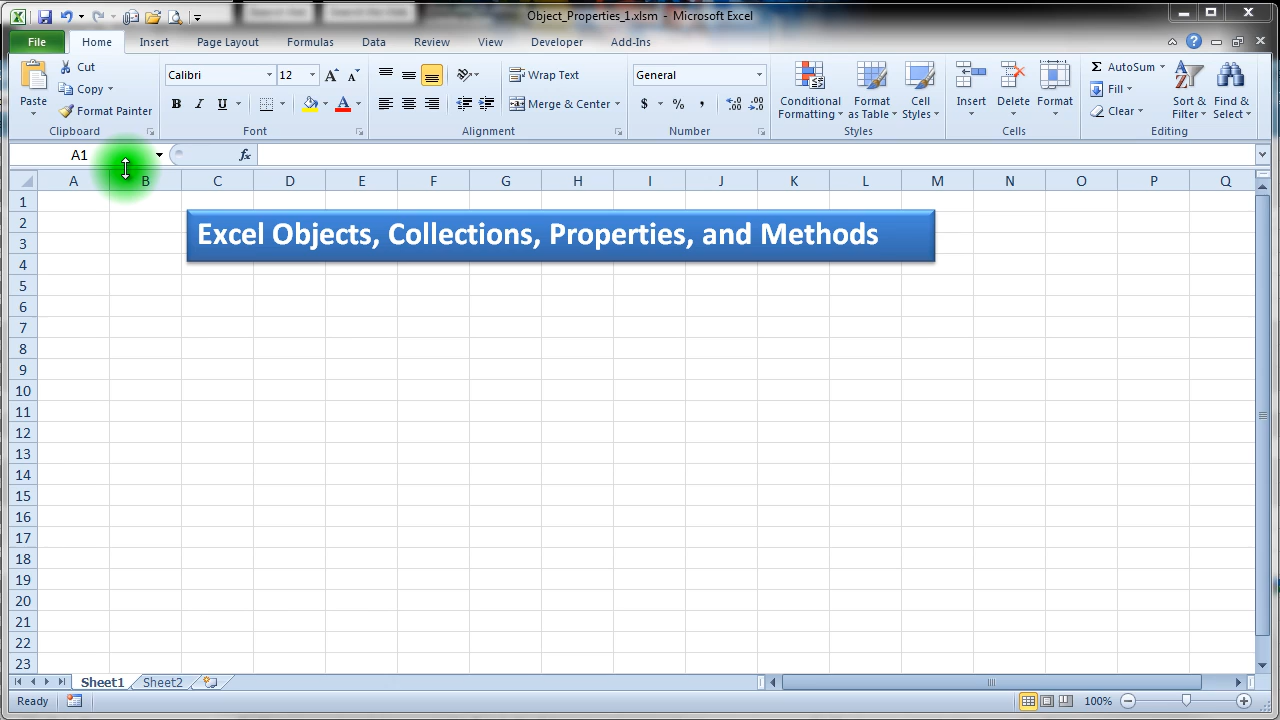 Object_Properties_1.xlsm - Microsoft Excel
File Home Insert Page Layout Formulas Data Review View Developer Add-Ins
Paste
Cut
Copy
Format Painter
Clipboard
Calibri 12
B I U
A A
A
Font
Wrap Text
Merge & Center
Alignment
General
$ % ,
.0 .00
.00 .0
Number
Conditional Formatting
Format as Table
Cell Styles
Styles
Insert
Delete
Format
Cells
Σ AutoSum
Fill
Clear
Sort & Filter
Find & Select
Editing
A1
fx
A B C D E F G H I J K L M N O P Q
1
2
3
4
5
6
7
8
9
10
11
12
13
14
15
16
17
18
19
20
21
22
23
Excel Objects, Collections, Properties, and Methods
Sheet1 Sheet2
Ready
100%